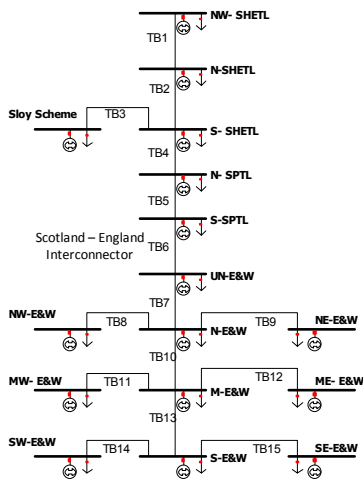 NW- SHETL
TB1
N-SHETL
TB2
Sloy Scheme
TB3
S- SHETL
TB4
N- SPTL
TB5
S-SPTL
Scotland – England
Interconnector
TB6
UN-E&W
TB7
NW-E&W
TB8
N-E&W
TB9
NE-E&W
TB10
MW- E&W
TB11
M-E&W
TB12
ME- E&W
TB13
SW-E&W
TB14
S-E&W
TB15
SE-E&W